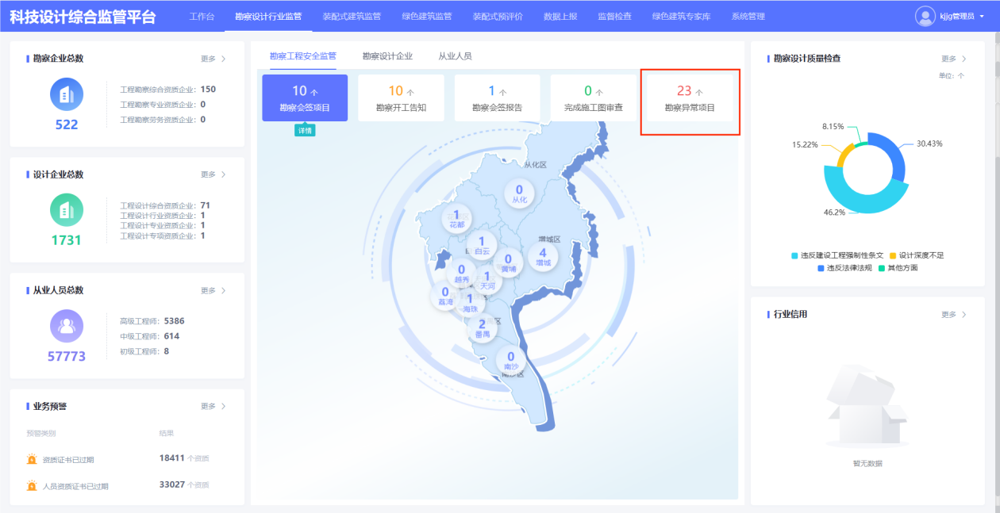 科技设计综合监管平台
工作台 勘察设计行业监管 装配式建筑监管 绿色建筑监管 装配式预评价 数据上报 监督检查 绿色建筑专家库 系统管理
kjjg管理员
勘察企业总数 更多
522
工程勘察综合资质企业: 150
工程勘察专业资质企业: 0
工程勘察劳务资质企业: 0
设计企业总数 更多
1731
工程设计综合资质企业: 71
工程设计行业资质企业: 1
工程设计专业资质企业: 1
工程设计专项资质企业: 1
从业人员总数 更多
57773
高级工程师: 5386
中级工程师: 614
初级工程师: 8
业务预警 更多
预警类别 结果
资质证书已过期 18411 个资质
人员资质证书已过期 33027 个资质
勘察工程安全监管 勘察设计企业 从业人员
10 个
勘察会签项目
详情
10 个
勘察开工告知
1 个
勘察会签报告
0 个
完成施工图审查
23 个
勘察异常项目
从化区
0
从化
1
花都
增城区
1
白云
4
增城
0
黄埔
0
越秀
1
天河
0
荔湾
1
海珠
区
2
番禺
0
南沙
南沙区
勘察设计质量检查 更多
单位: 个
8.15%
15.22%
30.43%
46.2%
违反建设工程强制性条文 设计深度不足
违反法律法规 其他方面
行业信用 更多
暂无数据